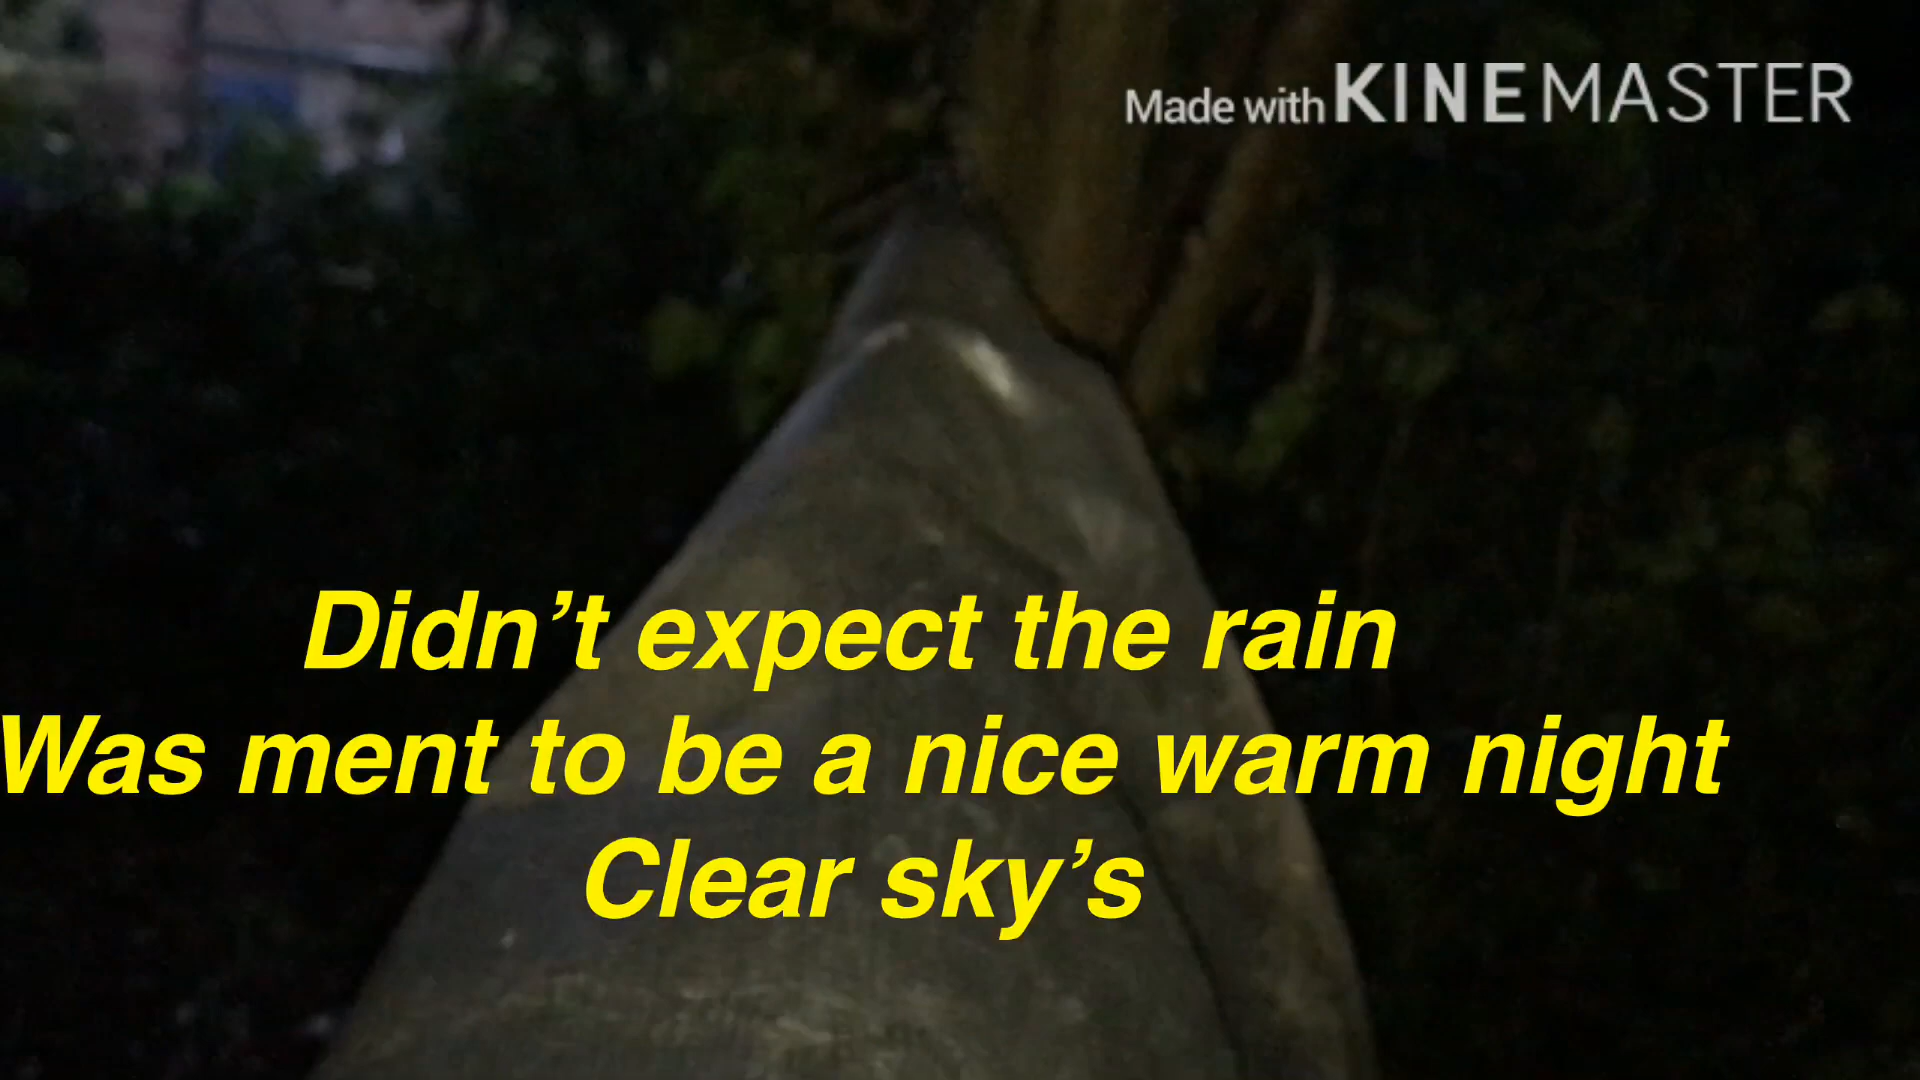 Made with KINEMASTER
Didn’t expect the rain
Was ment to be a nice warm night
Clear sky’s